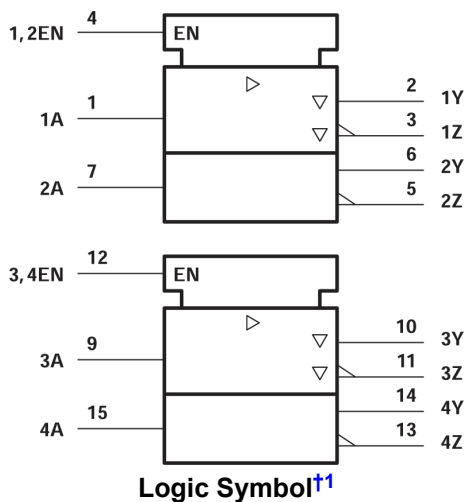 1,2EN 4 EN
1A 1 2 1Y
3 1Z
2A 7 6 2Y
5 2Z
3,4EN 12 EN
3A 9 10 3Y
11 3Z
4A 15 14 4Y
13 4Z
Logic Symbol†1